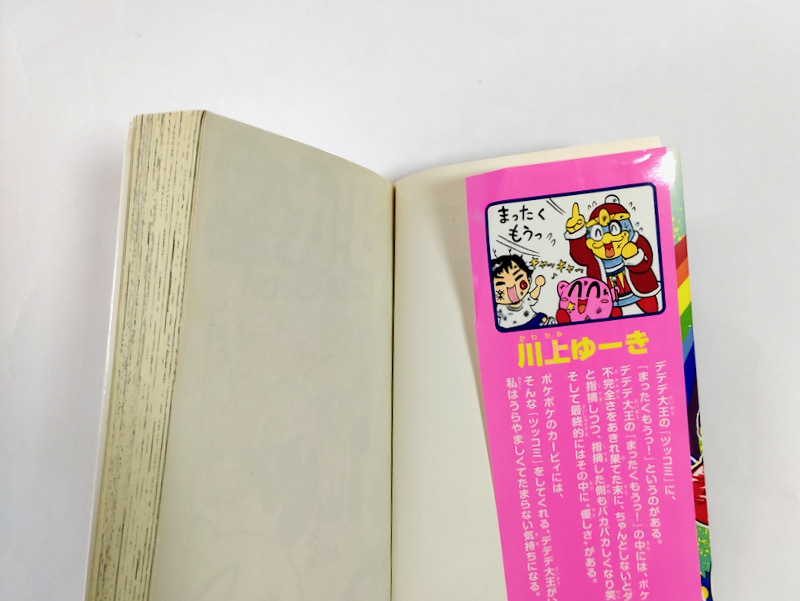 まったく
もうっ
かわかみ
川上ゆーき
デデデ大王の「ツッコミ」に、
「まったくもうっー!」というのがある。
デデデ大王の「まったくもうっー!」の中には、ボケ
不完全さをあきれ果てた末に、ちゃんとしないとダ
と指摘しつつ、指摘した側もバカバカしくなり笑
そして最終的にはその中に"優しさ"がある。
ボケボケのカービィには、
そんな「ツッコミ」をしてくれる、デデデ大王がい
私はうらやましくてたまらない気持ちになる。